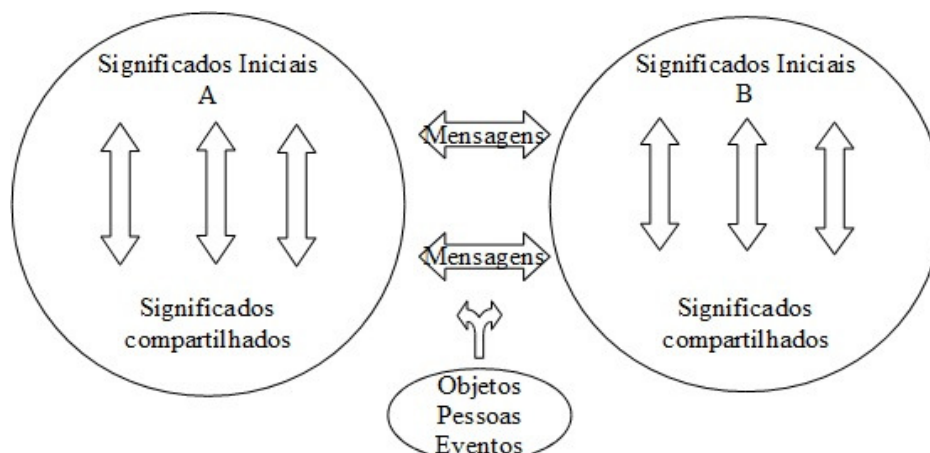 Significados Iniciais
A
Significados
compartilhados
Mensagens
Mensagens
Objetos
Pessoas
Eventos
Significados Iniciais
B
Significados
compartilhados